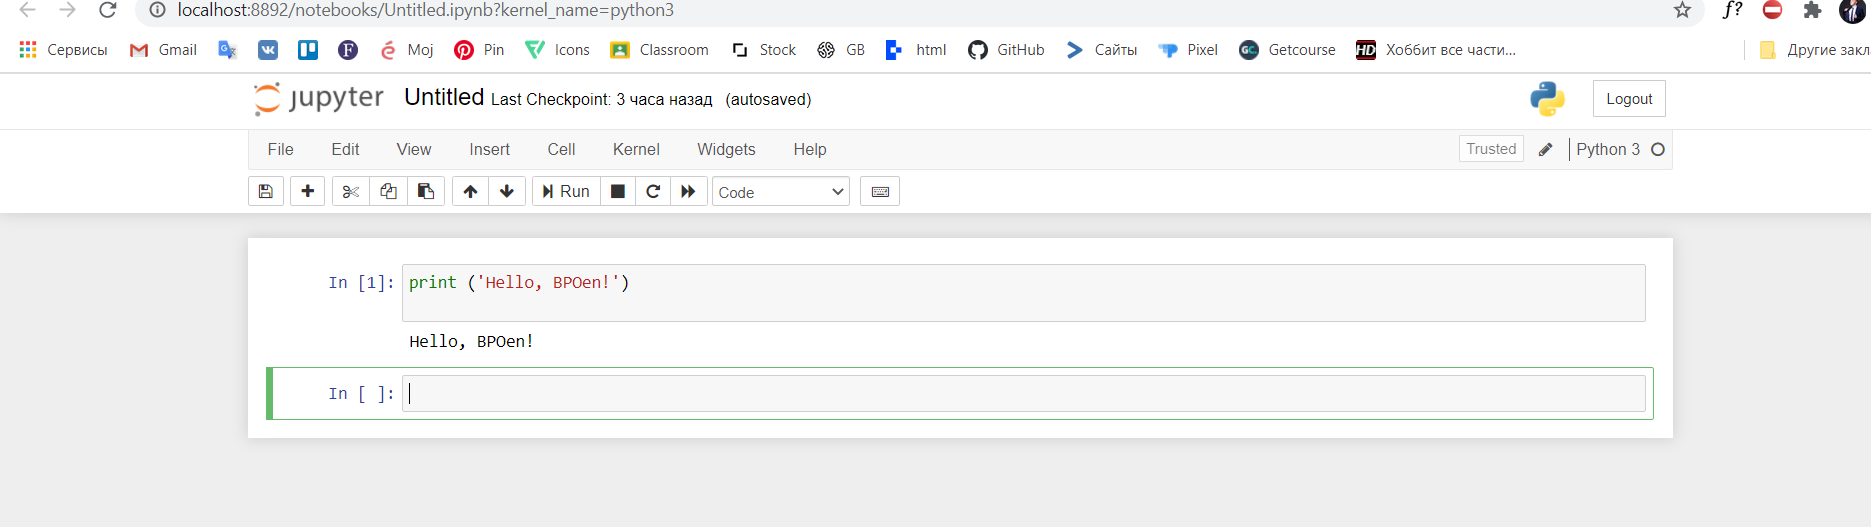 localhost:8892/notebooks/Untitled.ipynb?kernel_name=python3 f?
Сервисы Gmail Moj Pin Icons Classroom Stock GB html GitHub Сайты Pixel GC Getcourse HD Хоббит все части... Другие закл
jupyter Untitled Last Checkpoint: 3 часа назад (autosaved) Logout
File Edit View Insert Cell Kernel Widgets Help Trusted Python 3
Run Code
In [1]: print ('Hello, BPOen!')
Hello, BPOen!
In [ ]: